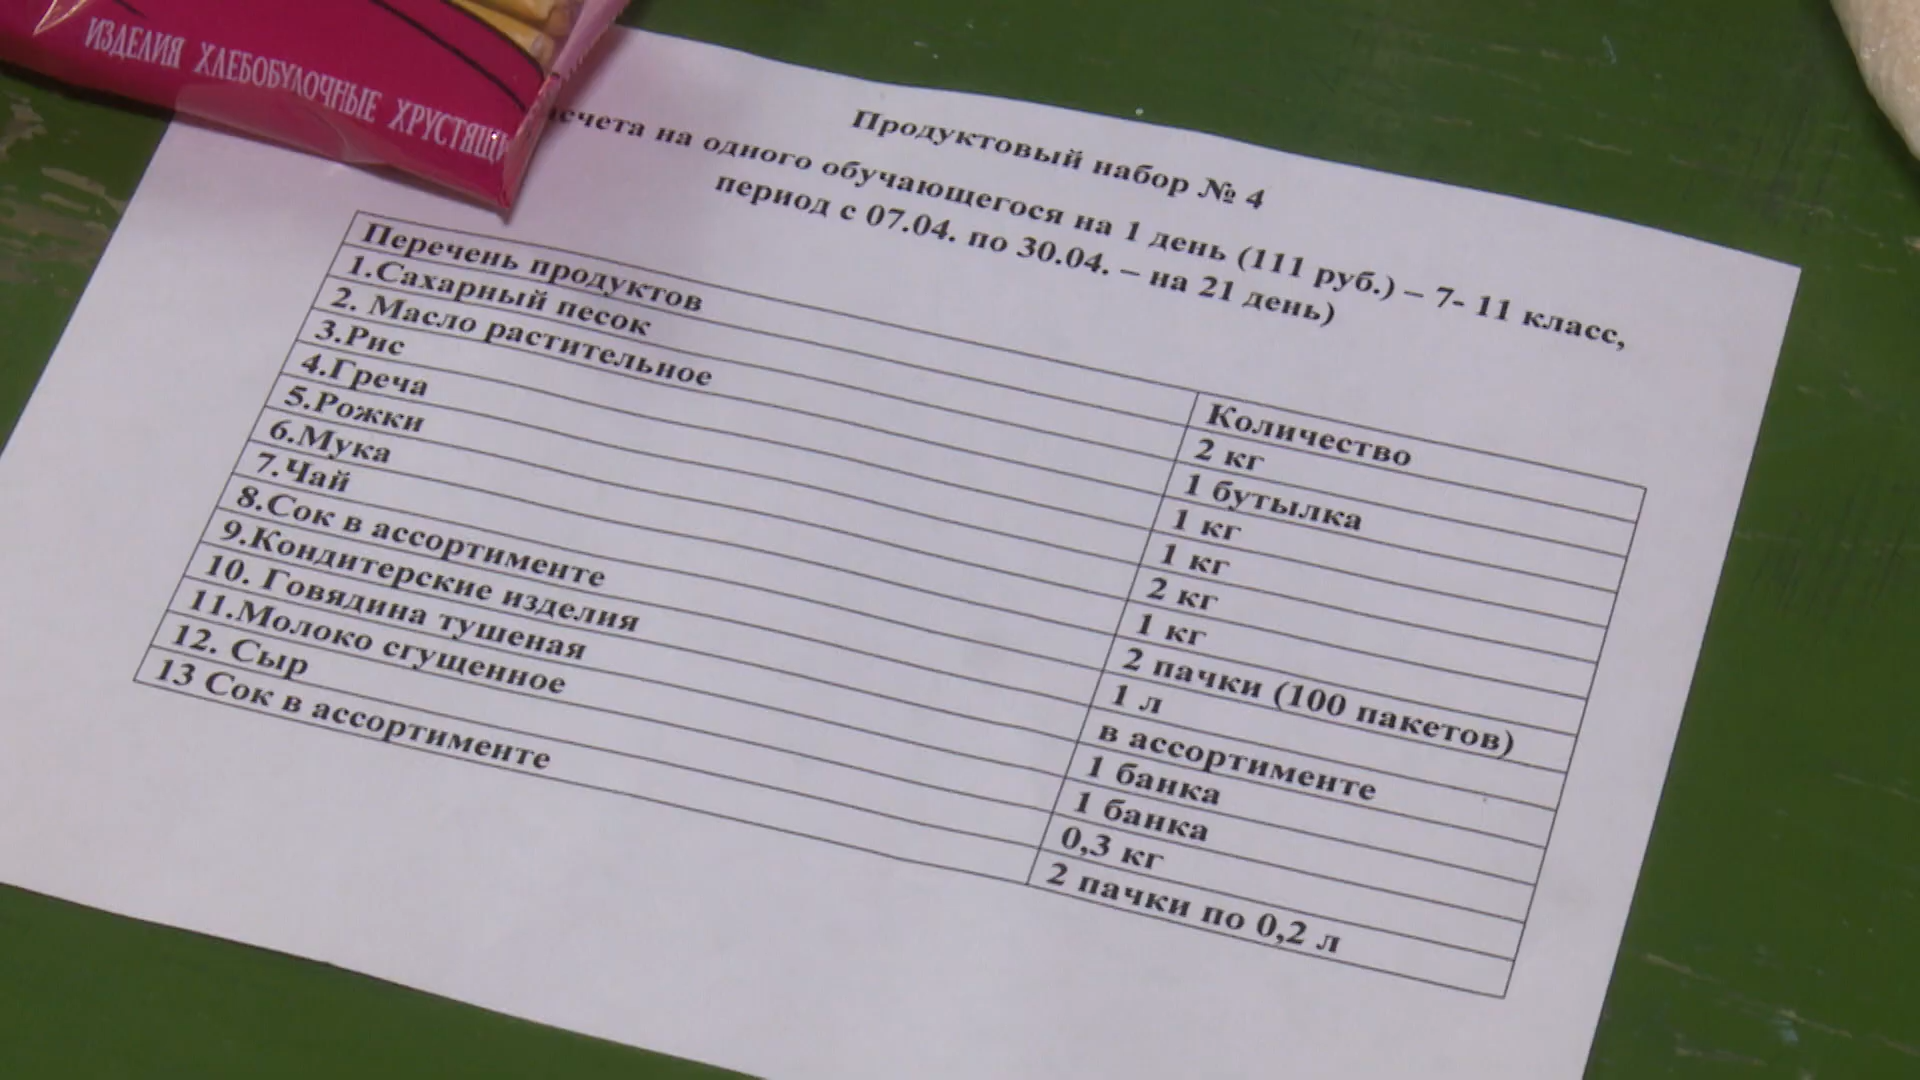 ИЗДЕЛИЯ ХЛЕБОБУЛОЧНЫЕ ХРУСТЯЩИ
Продуктовый набор № 4
счета на одного обучающегося на 1 день (111 руб.) – 7- 11 класс,
период с 07.04. по 30.04. – на 21 день)
Перечень продуктов Количество
1.Сахарный песок 2 кг
2. Масло растительное 1 бутылка
3.Рис 1 кг
4.Греча 1 кг
5.Рожки 2 кг
6.Мука 1 кг
7.Чай 2 пачки (100 пакетов)
8.Сок в ассортименте 1 л
9.Кондитерские изделия в ассортименте
10. Говядина тушеная 1 банка
11.Молоко сгущенное 1 банка
12. Сыр 0,3 кг
13 Сок в ассортименте 2 пачки по 0,2 л